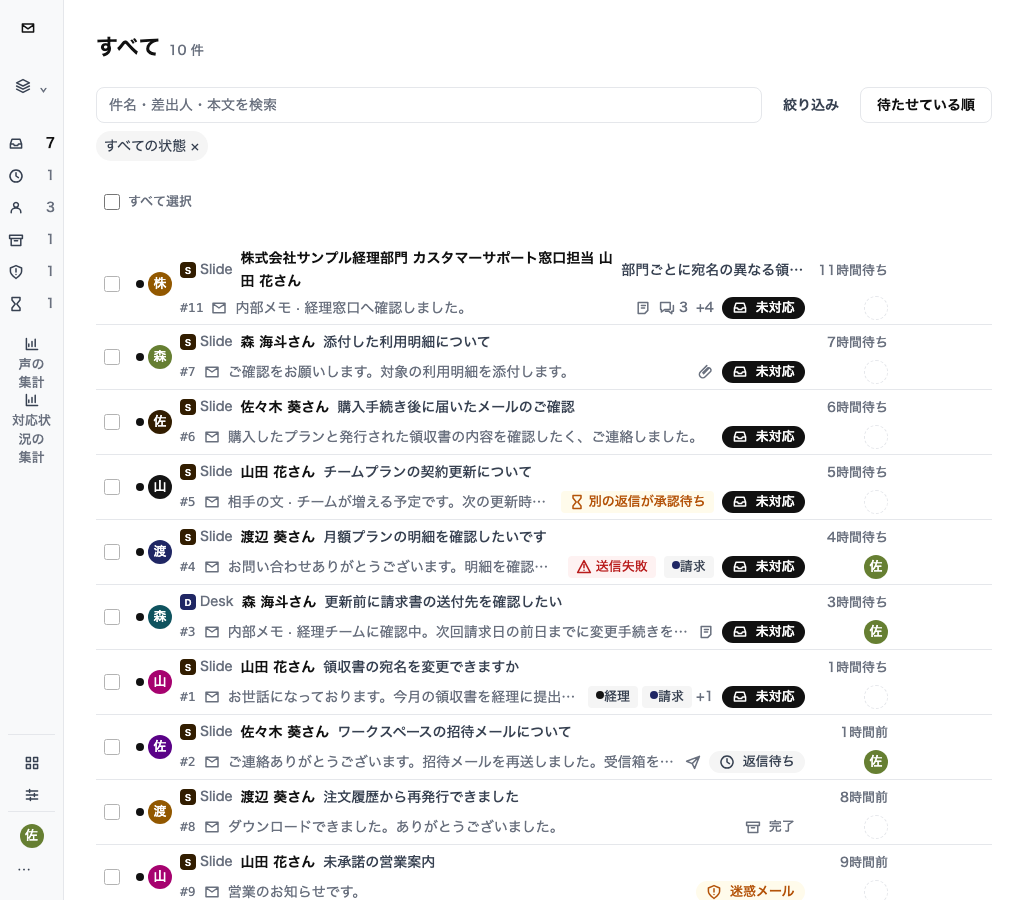 すべて 10 件
件名・差出人・本文を検索
絞り込み
待たせている順
すべての状態 ×
7
1
3
1
1
1
声の
集計
対応状
況の
集計
佐
…
すべて選択
株 S Slide 株式会社サンプル経理部門 カスタマーサポート窓口担当 山
田 花さん 部門ごとに宛名の異なる領… 11時間待ち
#11 内部メモ · 経理窓口へ確認しました。 3 +4 未対応
森 S Slide 森 海斗さん 添付した利用明細について 7時間待ち
#7 ご確認をお願いします。対象の利用明細を添付します。 未対応
佐 S Slide 佐々木 葵さん 購入手続き後に届いたメールのご確認 6時間待ち
#6 購入したプランと発行された領収書の内容を確認したく、ご連絡しました。 未対応
山 S Slide 山田 花さん チームプランの契約更新について 5時間待ち
#5 相手の文 · チームが増える予定です。次の更新時… 別の返信が承認待ち 未対応
渡 S Slide 渡辺 葵さん 月額プランの明細を確認したいです 4時間待ち
#4 お問い合わせありがとうございます。明細を確認… 送信失敗 請求 未対応 佐
森 D Desk 森 海斗さん 更新前に請求書の送付先を確認したい 3時間待ち
#3 内部メモ · 経理チームに確認中。次回請求日の前日までに変更手続きを… 未対応 佐
山 S Slide 山田 花さん 領収書の宛名を変更できますか 1時間待ち
#1 お世話になっております。今月の領収書を経理に提出… 経理 請求 +1 未対応
佐 S Slide 佐々木 葵さん ワークスペースの招待メールについて 1時間前
#2 ご連絡ありがとうございます。招待メールを再送しました。受信箱を… 返信待ち 佐
渡 S Slide 渡辺 葵さん 注文履歴から再発行できました 8時間前
#8 ダウンロードできました。ありがとうございました。 完了
山 S Slide 山田 花さん 未承諾の営業案内 9時間前
#9 営業のお知らせです。 迷惑メール